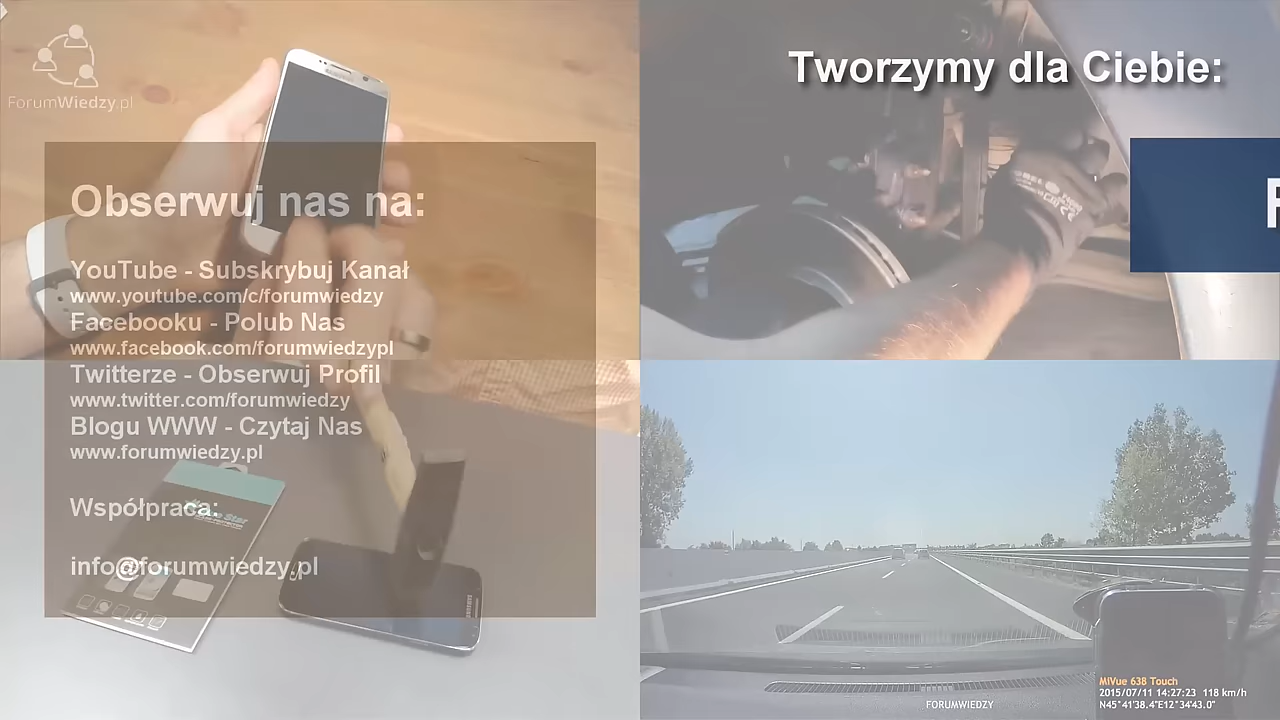 ForumWiedzy.pl
Tworzymy dla Ciebie:
Obserwuj nas na:
YouTube - Subskrybuj Kanał
www.youtube.com/c/forumwiedzy
Facebooku - Polub Nas
www.facebook.com/forumwiedzypl
Twitterze - Obserwuj Profil
www.twitter.com/forumwiedzy
Blogu WWW - Czytaj Nas
www.forumwiedzy.pl
Współpraca:
info@forumwiedzy.pl
SAMSUNG
MiVue 638 Touch
2015/07/11 14:27:23 118 km/h
N45°41'38.4"E12°34'43.0"
FORUMWIEDZY